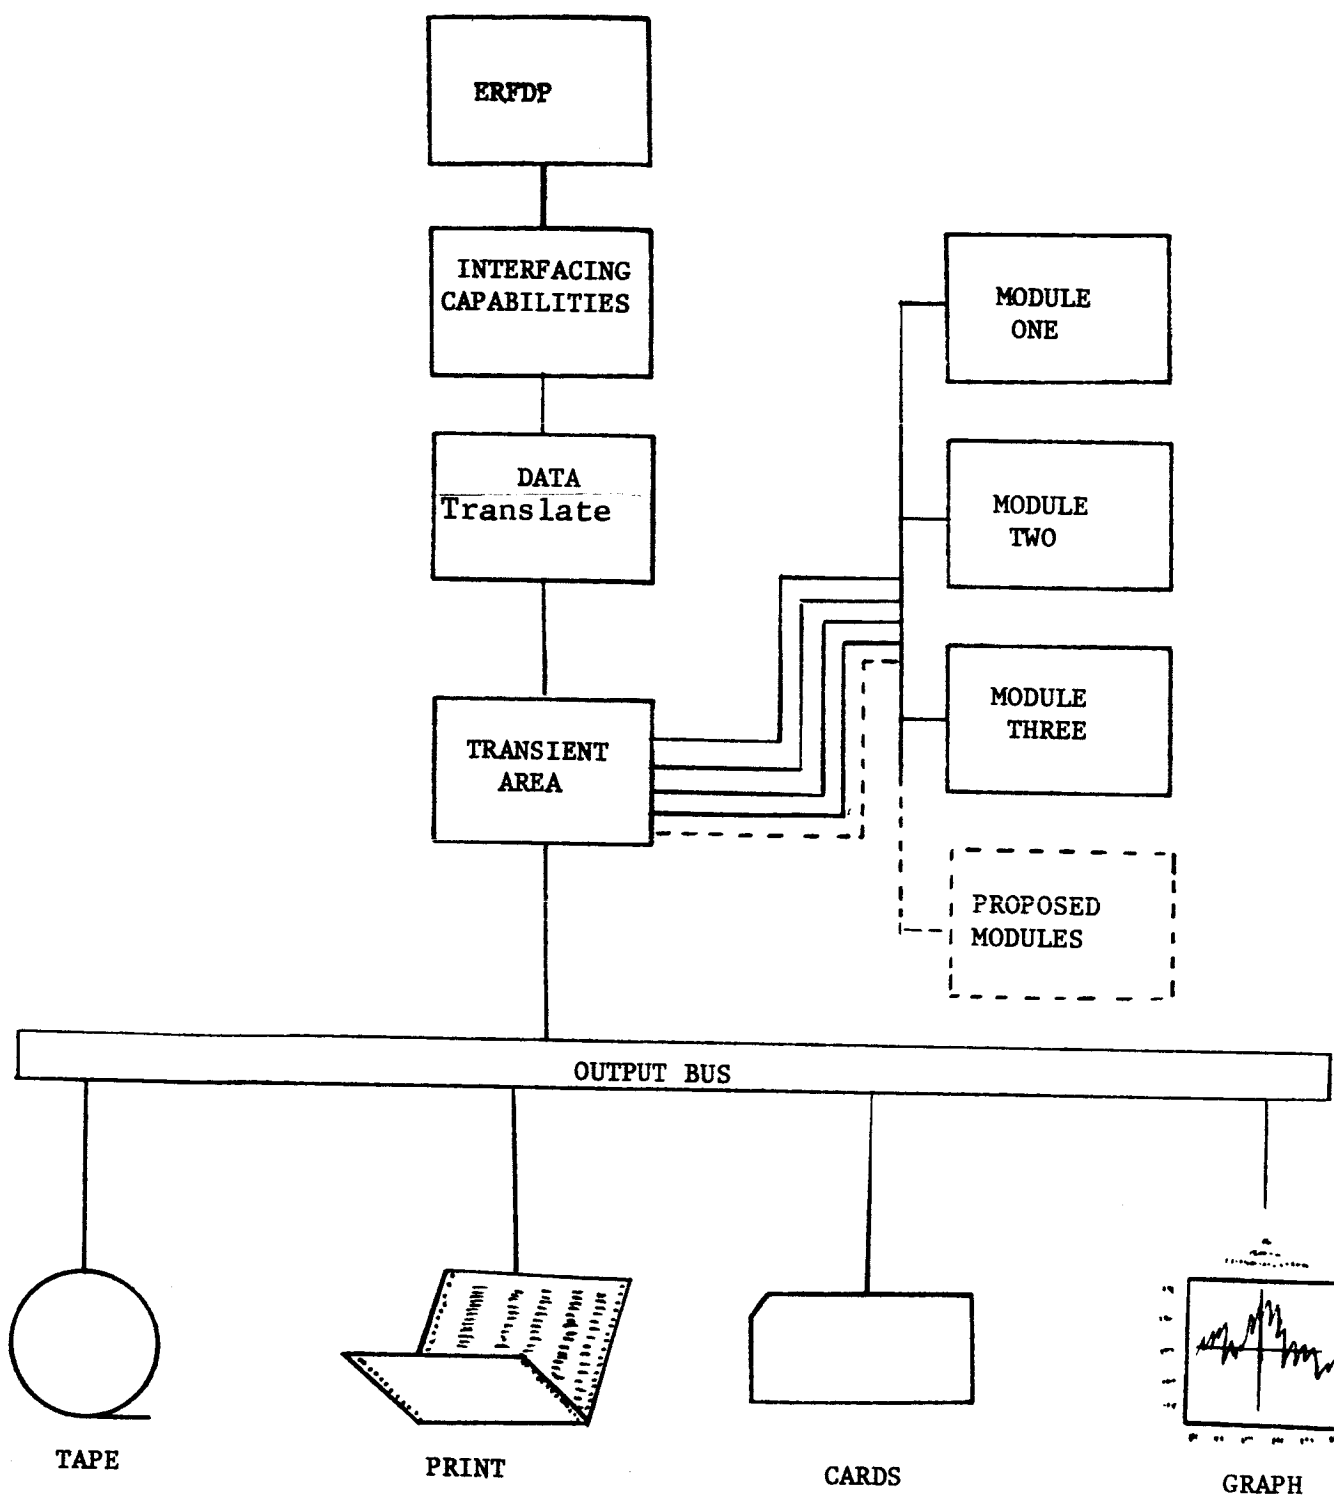 ERFDP
INTERFACING
CAPABILITIES
DATA
Translate
TRANSIENT
AREA
MODULE
ONE
MODULE
TWO
MODULE
THREE
PROPOSED
MODULES
OUTPUT BUS
TAPE
PRINT
CARDS
GRAPH